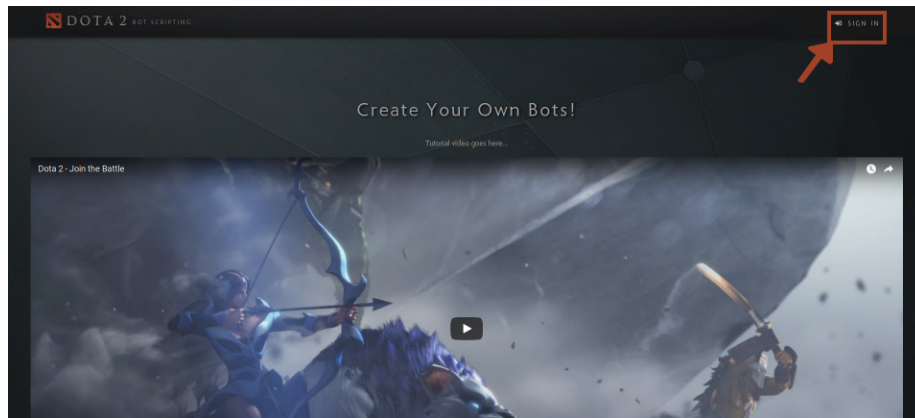 DOTA 2 BOT SCRIPTING
SIGN IN
Create Your Own Bots!
Tutorial video goes here...
Dota 2 - Join the Battle